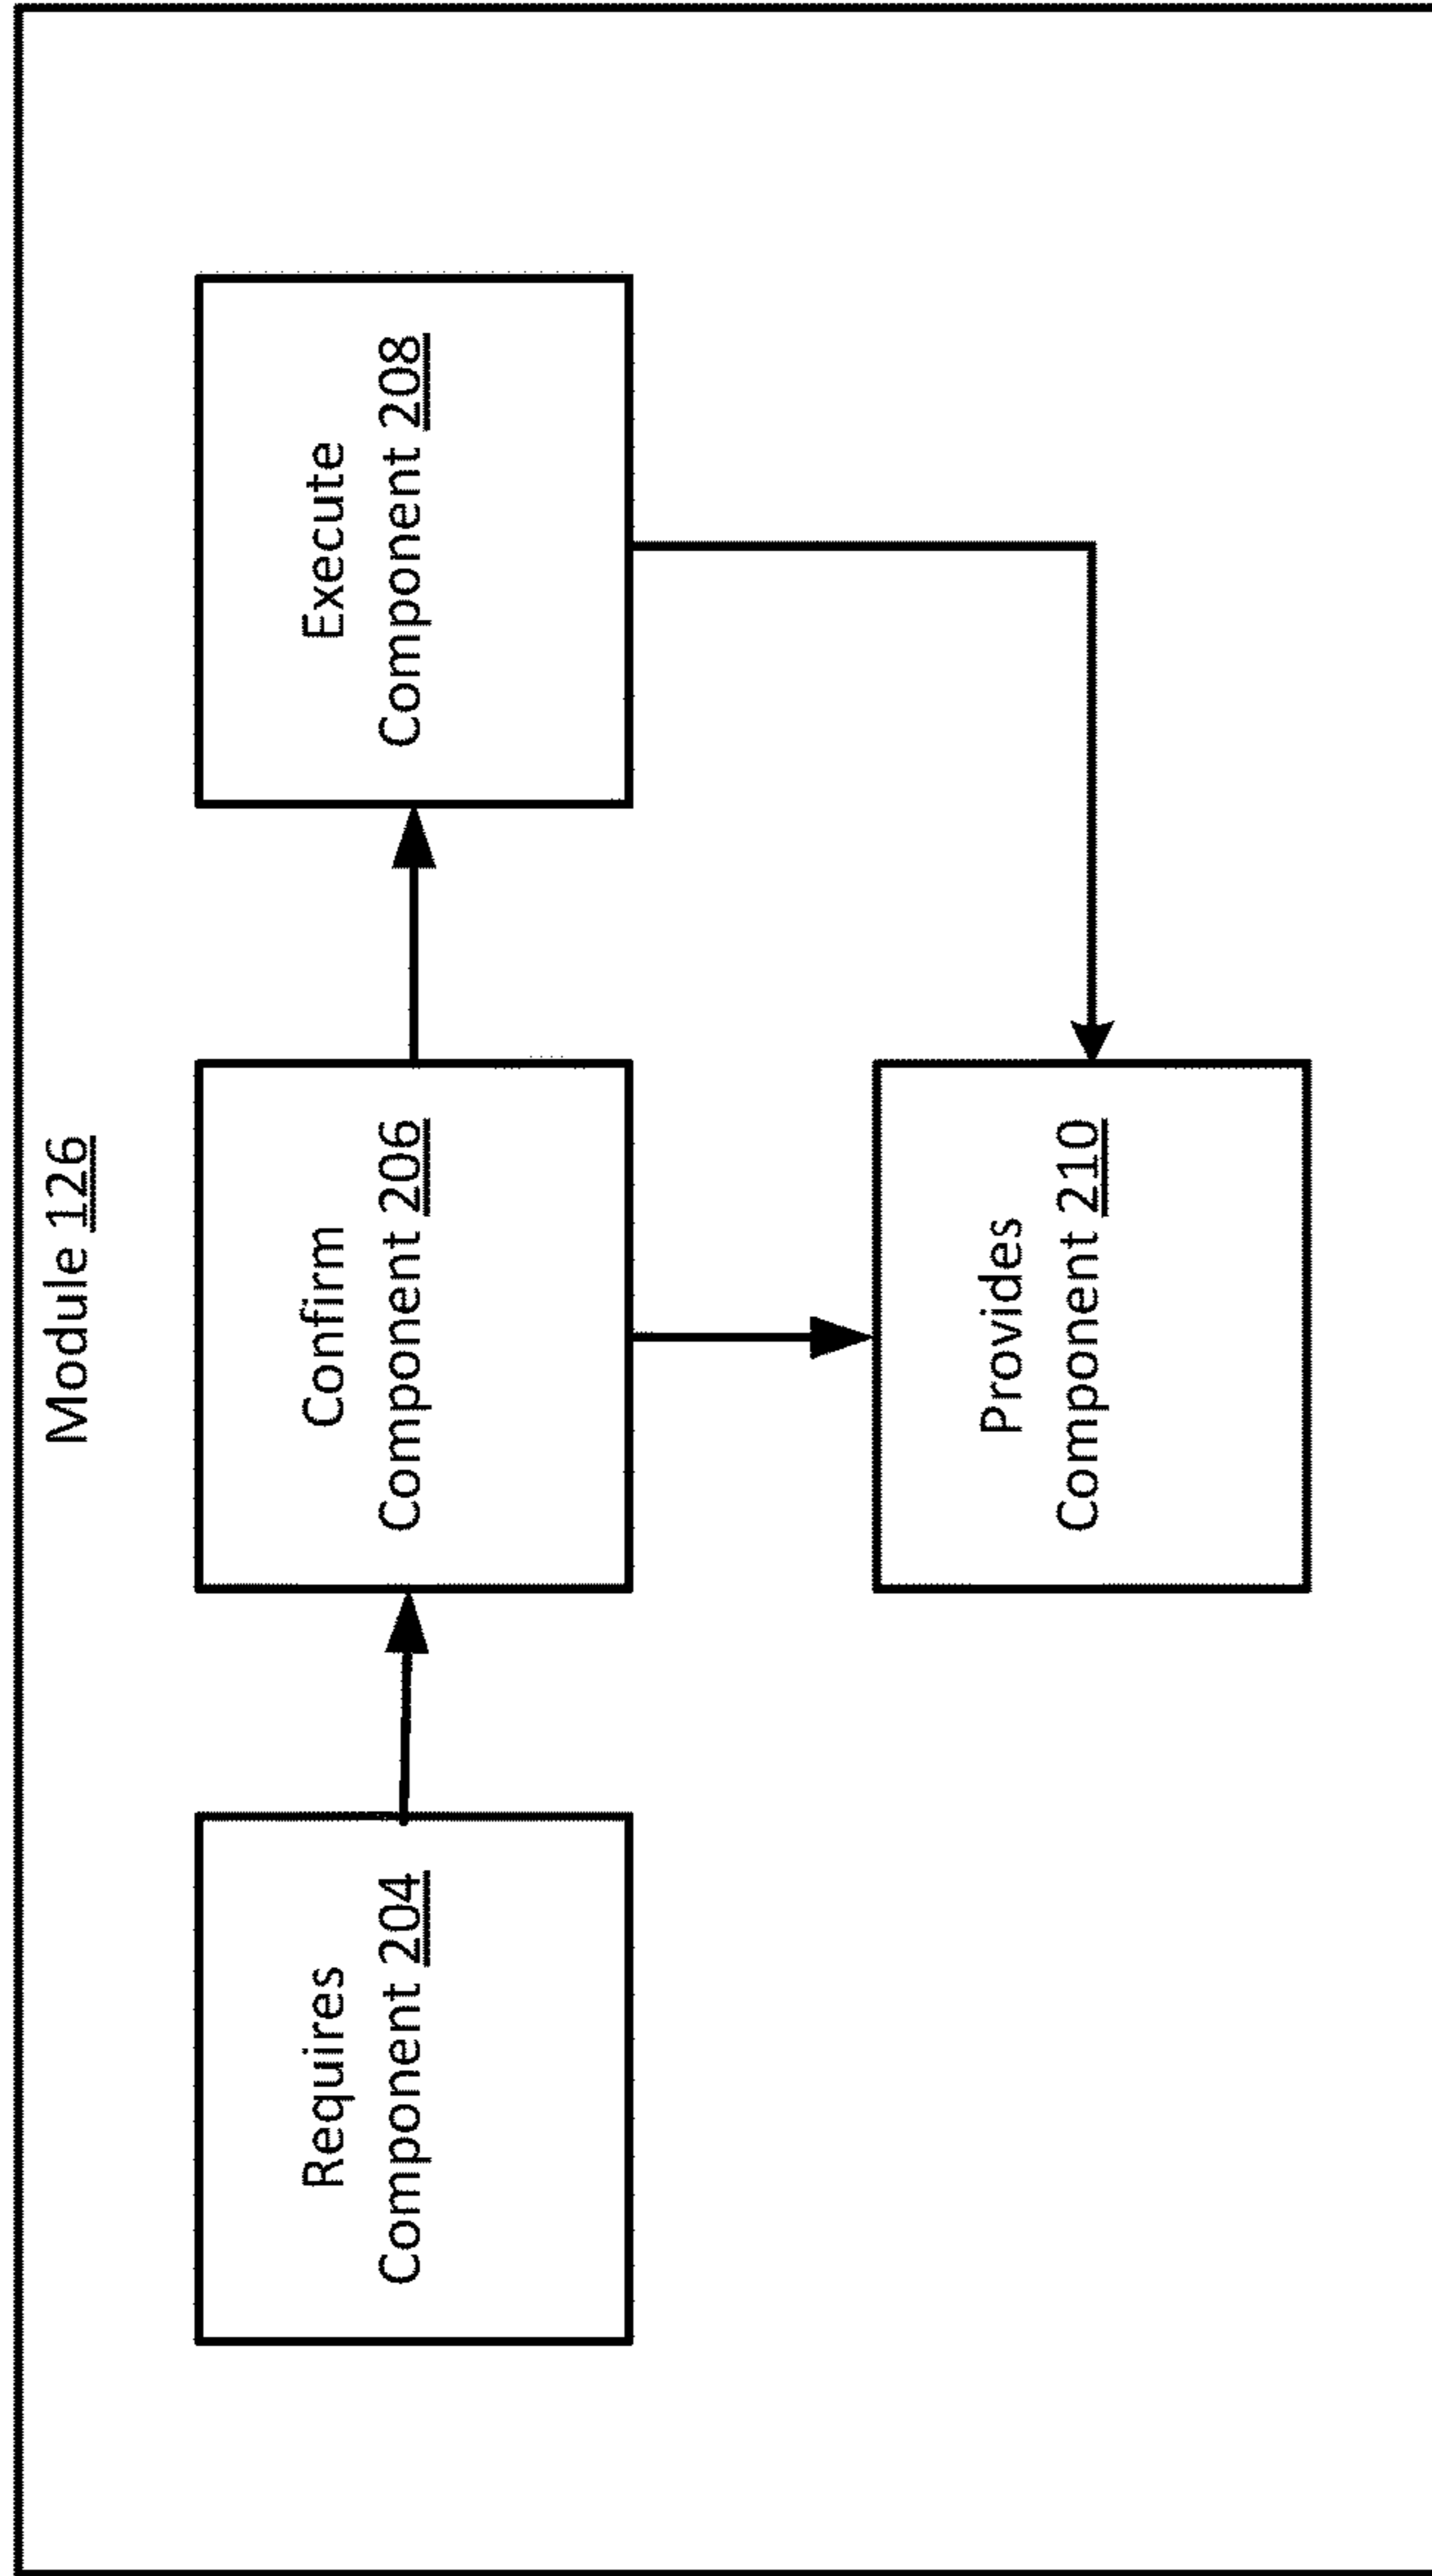 Module 126
Requires
Component 204
Confirm
Component 206
Execute
Component 208
Provides
Component 210